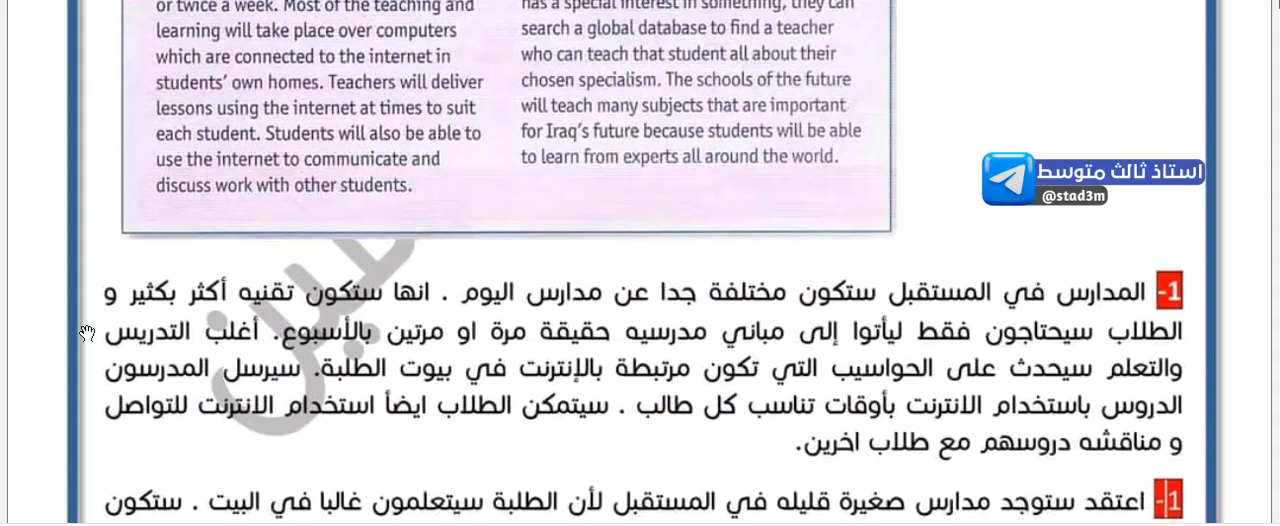 or twice a week. Most of the teaching and
learning will take place over computers
which are connected to the internet in
students' own homes. Teachers will deliver
lessons using the internet at times to suit
each student. Students will also be able to
use the internet to communicate and
discuss work with other students.
has a special interest in something, they can
search a global database to find a teacher
who can teach that student all about their
chosen specialism. The schools of the future
will teach many subjects that are important
for Iraq's future because students will be able
to learn from experts all around the world.
استاذ ثالث متوسط
@stad3m
1- المدارس في المستقبل ستكون مختلفة جدا عن مدارس اليوم . انها ستكون تقنيه أكثر بكثير و
الطلاب سيحتاجون فقط ليأتوا إلى مباني مدرسيه حقيقة مرة او مرتين بالأسبوع. أغلب التدريس
والتعلم سيحدث على الحواسيب التي تكون مرتبطة بالإنترنت في بيوت الطلبة. سيرسل المدرسون
الدروس باستخدام الانترنت بأوقات تناسب كل طالب . سيتمكن الطلاب ايضأ استخدام الانترنت للتواصل
و مناقشه دروسهم مع طلاب اخرين.
1- اعتقد ستوجد مدارس صغيرة قليله في المستقبل لأن الطلبة سيتعلمون غالبا في البيت . ستكون